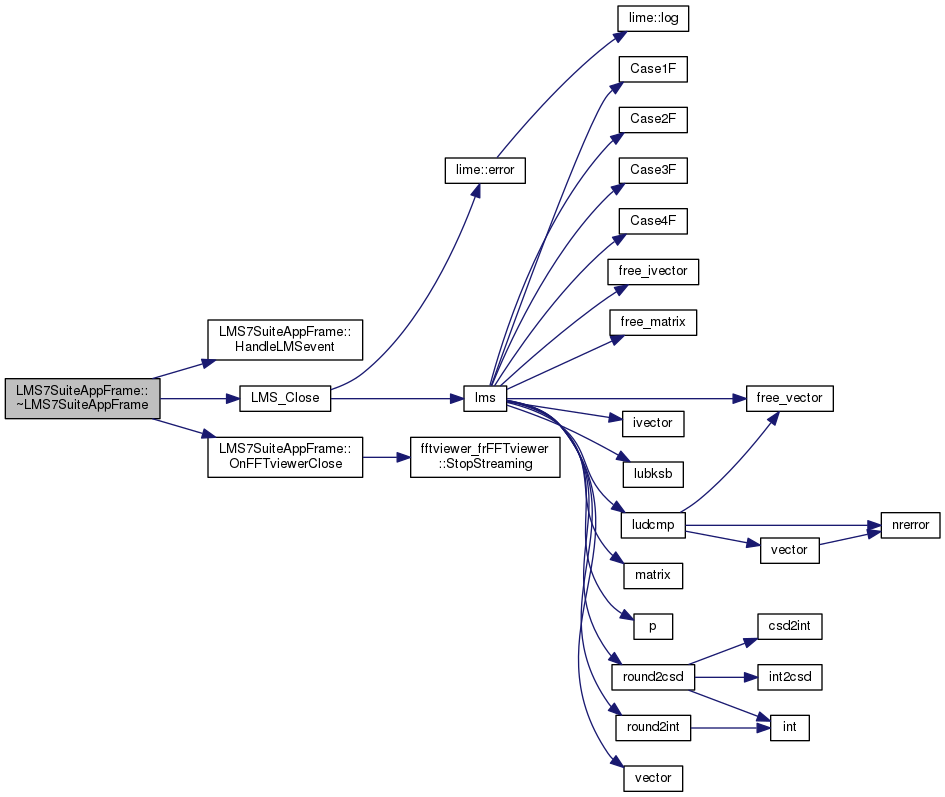 lime::log
Case1F
Case2F
lime::error
Case3F
Case4F
free_ivector
free_matrix
LMS7SuiteAppFrame::
HandleLMSevent
LMS7SuiteAppFrame::
~LMS7SuiteAppFrame
LMS_Close
lms
free_vector
ivector
LMS7SuiteAppFrame::
OnFFTviewerClose
fftviewer_frFFTviewer
::StopStreaming
lubksb
ludcmp
nrerror
vector
matrix
p
csd2int
round2csd
int2csd
round2int
int
vector